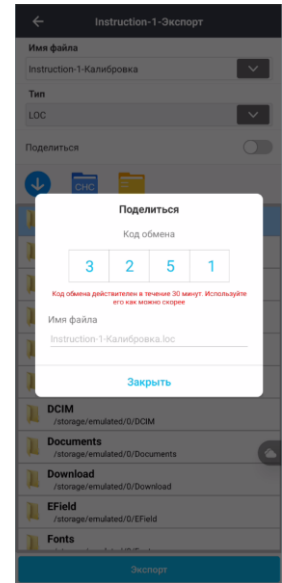 Instruction-1-Экспорт
Имя файла
Instruction-1-Калибровка
Тип
LOC
Поделиться
CHC
Поделиться
Код обмена
3 2 5 1
Код обмена действителен в течение 30 минут. Используйте
его как можно скорее
Имя файла
Instruction-1-Калибровка.loc
Закрыть
DCIM
/storage/emulated/0/DCIM
Documents
/storage/emulated/0/Documents
Download
/storage/emulated/0/Download
EField
/storage/emulated/0/EField
Fonts
Экспорт